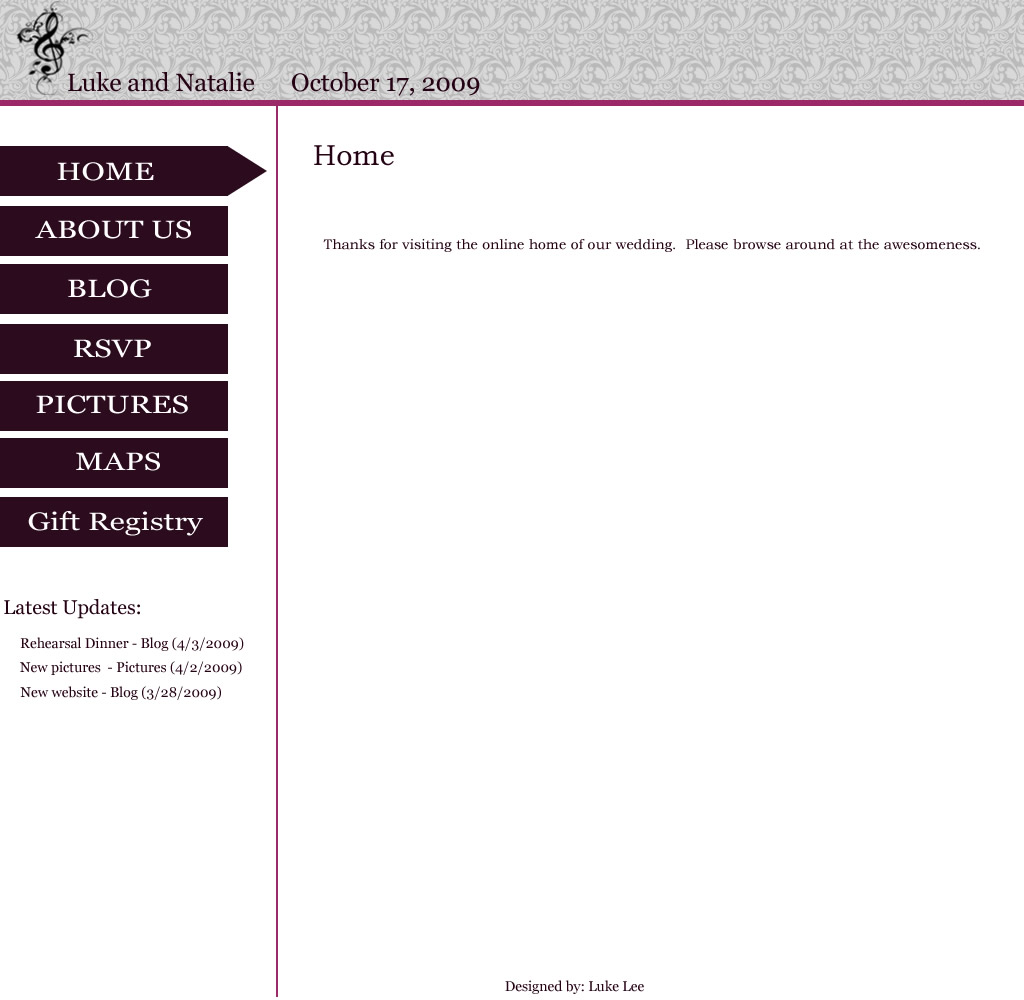 Luke and Natalie October 17, 2009
HOME
ABOUT US
BLOG
RSVP
PICTURES
MAPS
Gift Registry
Latest Updates:
Rehearsal Dinner - Blog (4/3/2009)
New pictures - Pictures (4/2/2009)
New website - Blog (3/28/2009)
Home
Thanks for visiting the online home of our wedding. Please browse around at the awesomeness.
Designed by: Luke Lee